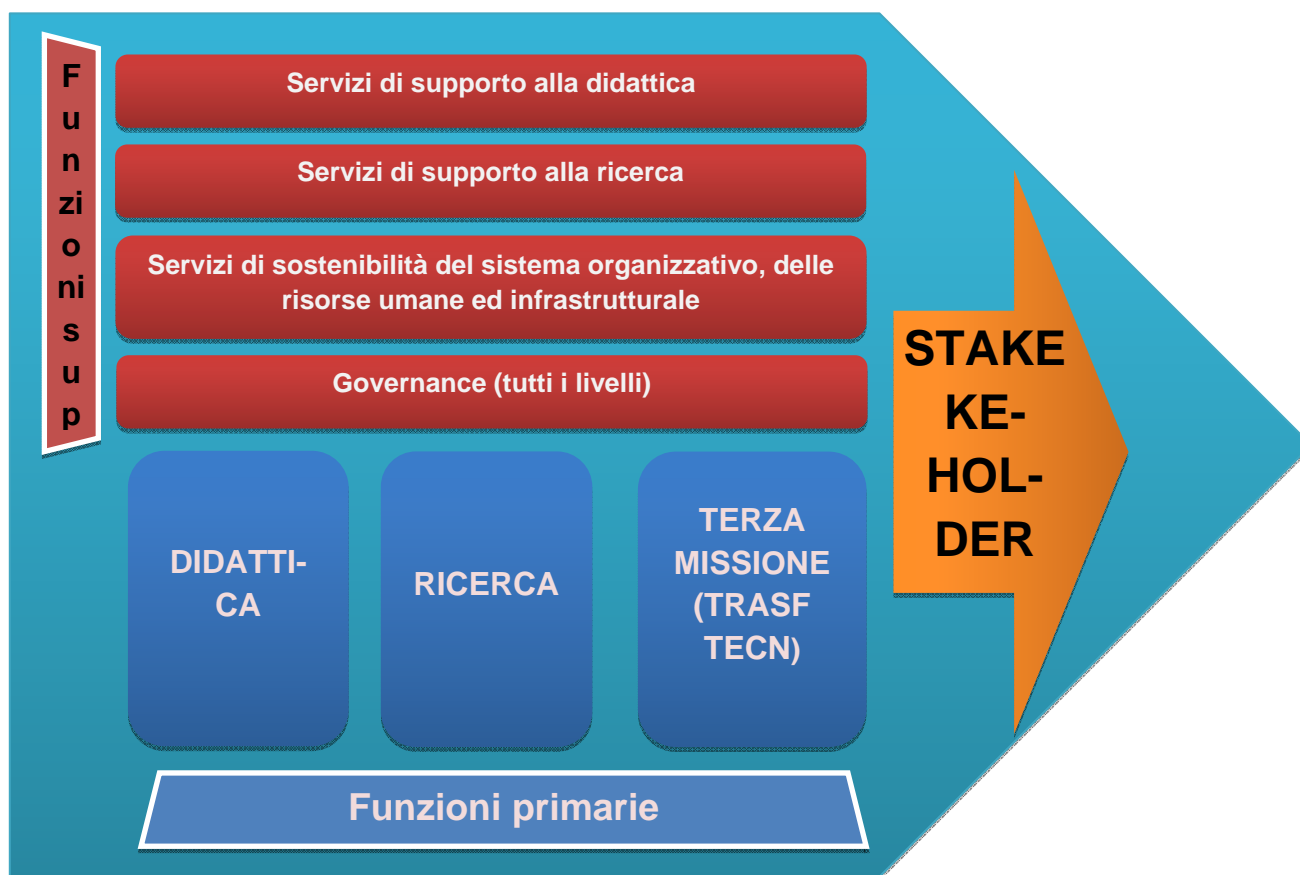 F
u
n
zi
o
ni
s
u
p
Servizi di supporto alla didattica
Servizi di supporto alla ricerca
Servizi di sostenibilità del sistema organizzativo, delle
risorse umane ed infrastrutturale
Governance (tutti i livelli)
DIDATTI-
CA
RICERCA
TERZA
MISSIONE
(TRASF
TECN)
Funzioni primarie
STAKE
KE-
HOL-
DER